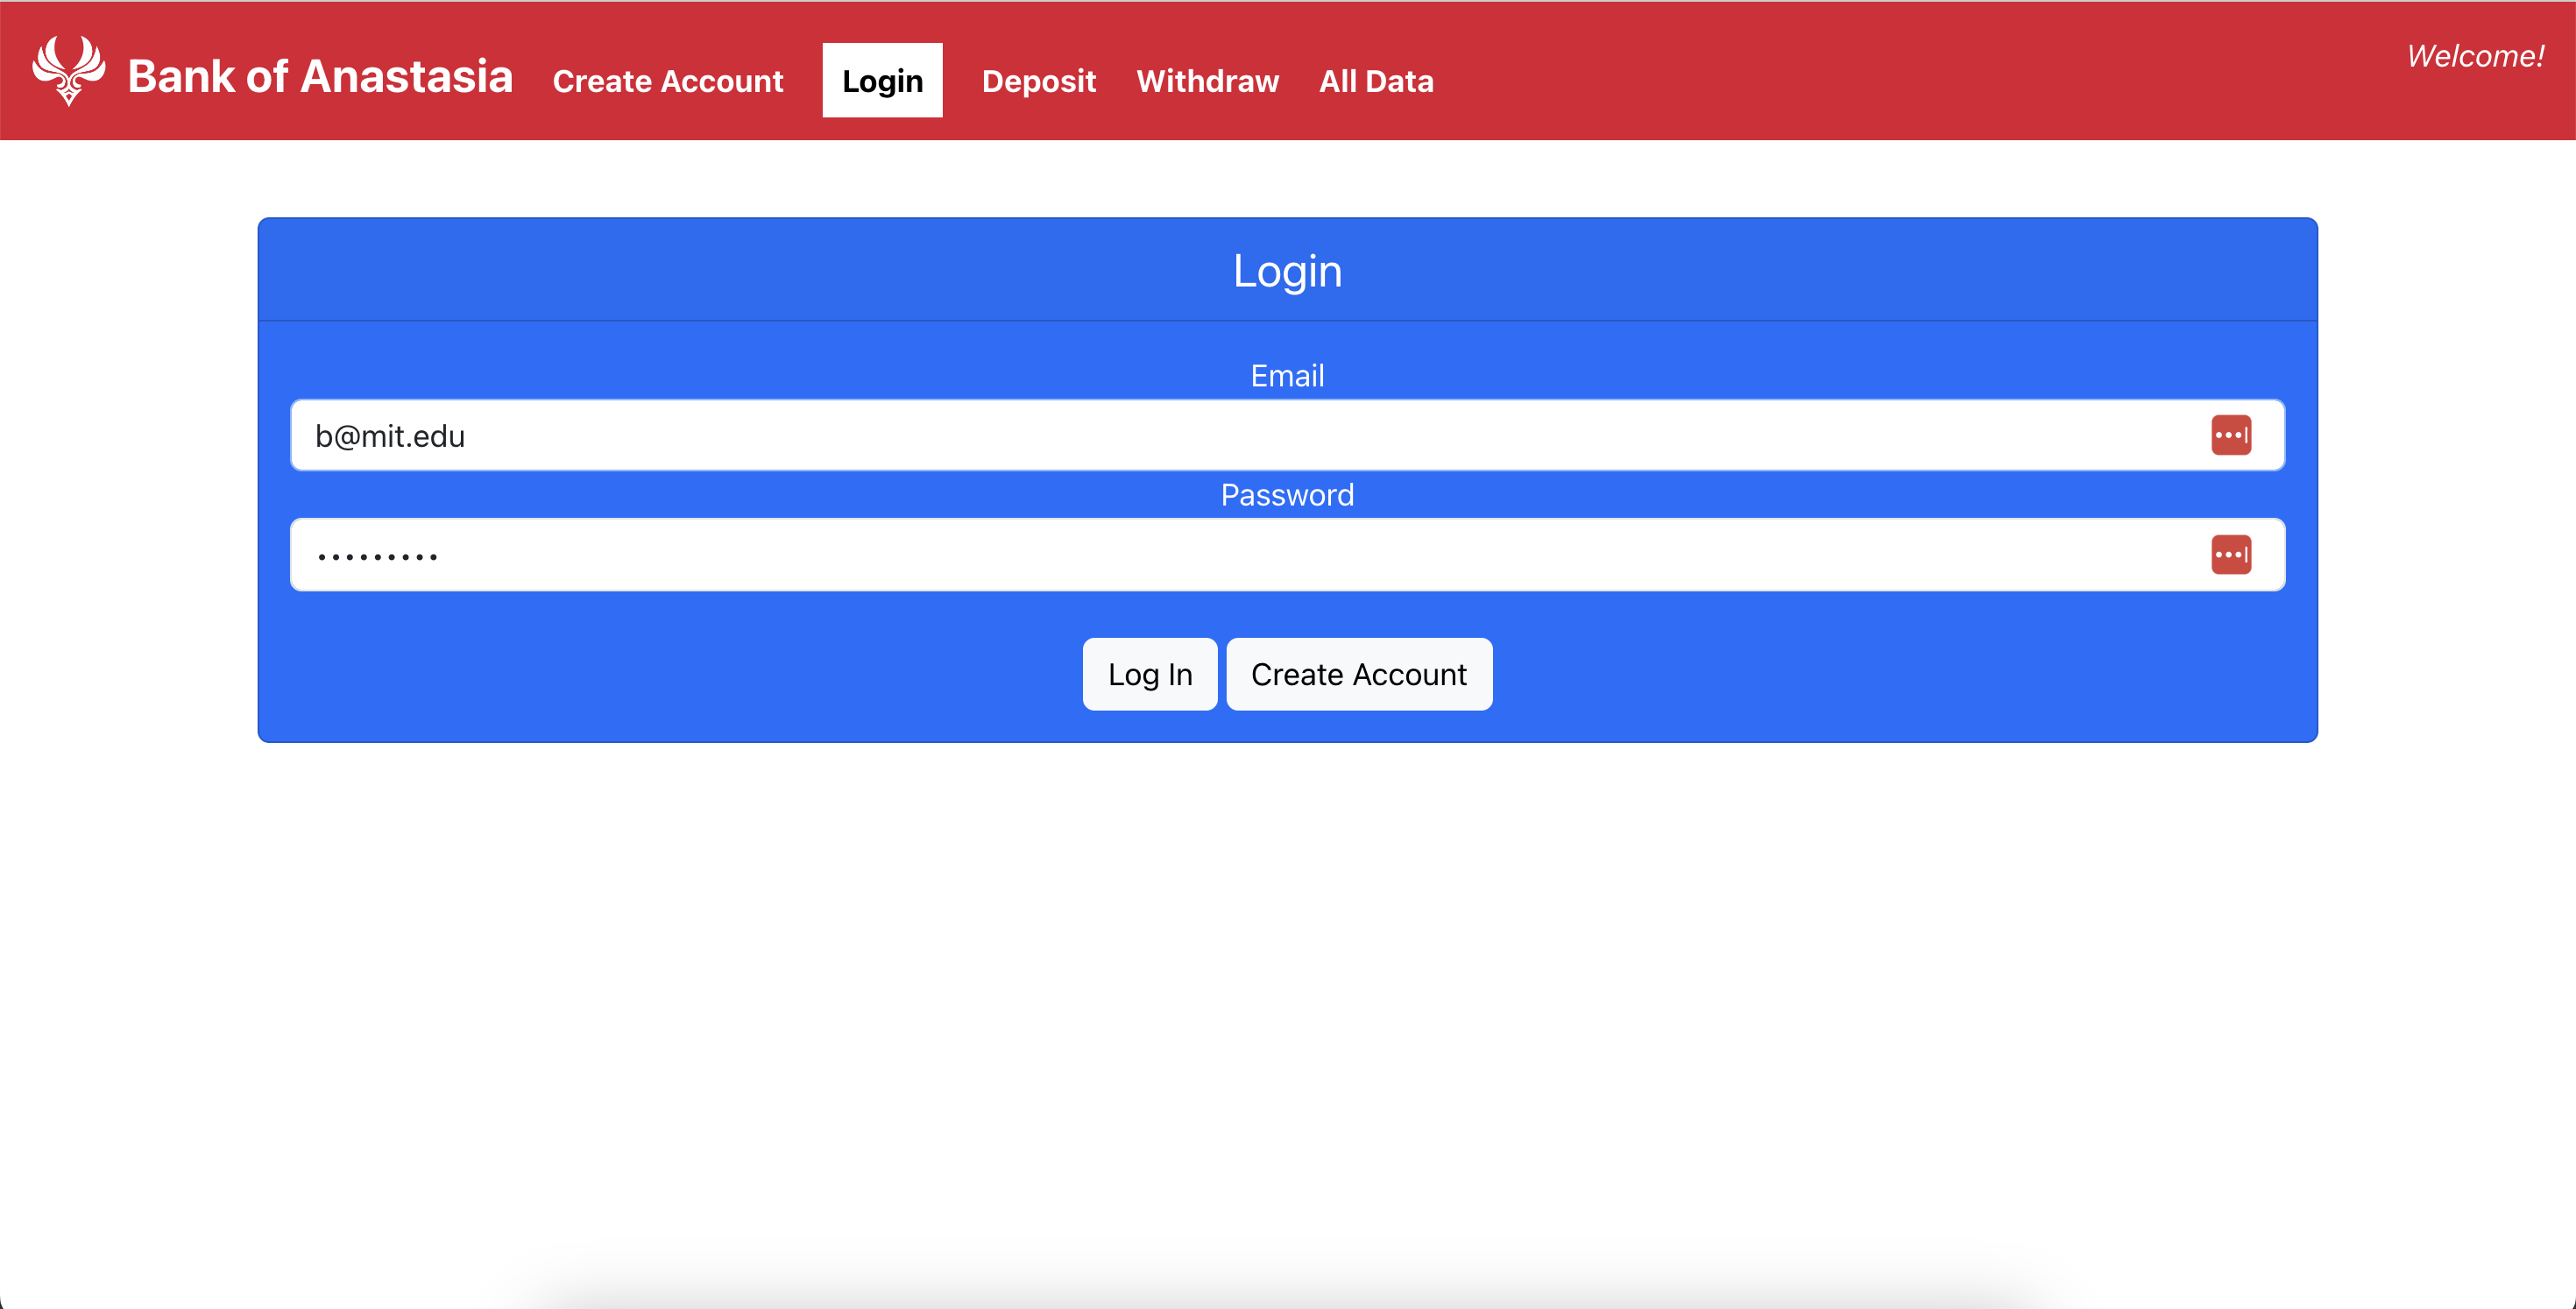 Bank of Anastasia Create Account Login Deposit Withdraw All Data Welcome!
Login
Email
b@mit.edu
Password
•••••••••
Log In Create Account